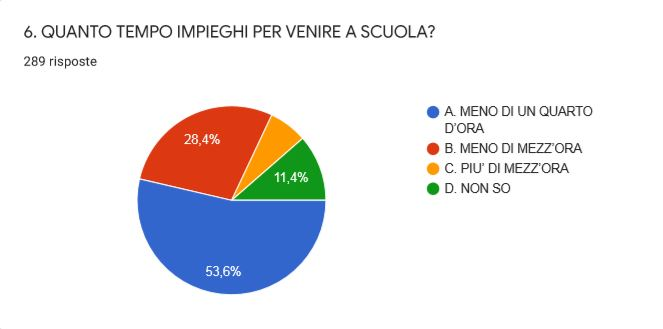 6. QUANTO TEMPO IMPIEGHI PER VENIRE A SCUOLA?
289 risposte
28,4%
11,4%
53,6%
A. MENO DI UN QUARTO
D'ORA
B. MENO DI MEZZ'ORA
C. PIU' DI MEZZ'ORA
D. NON SO